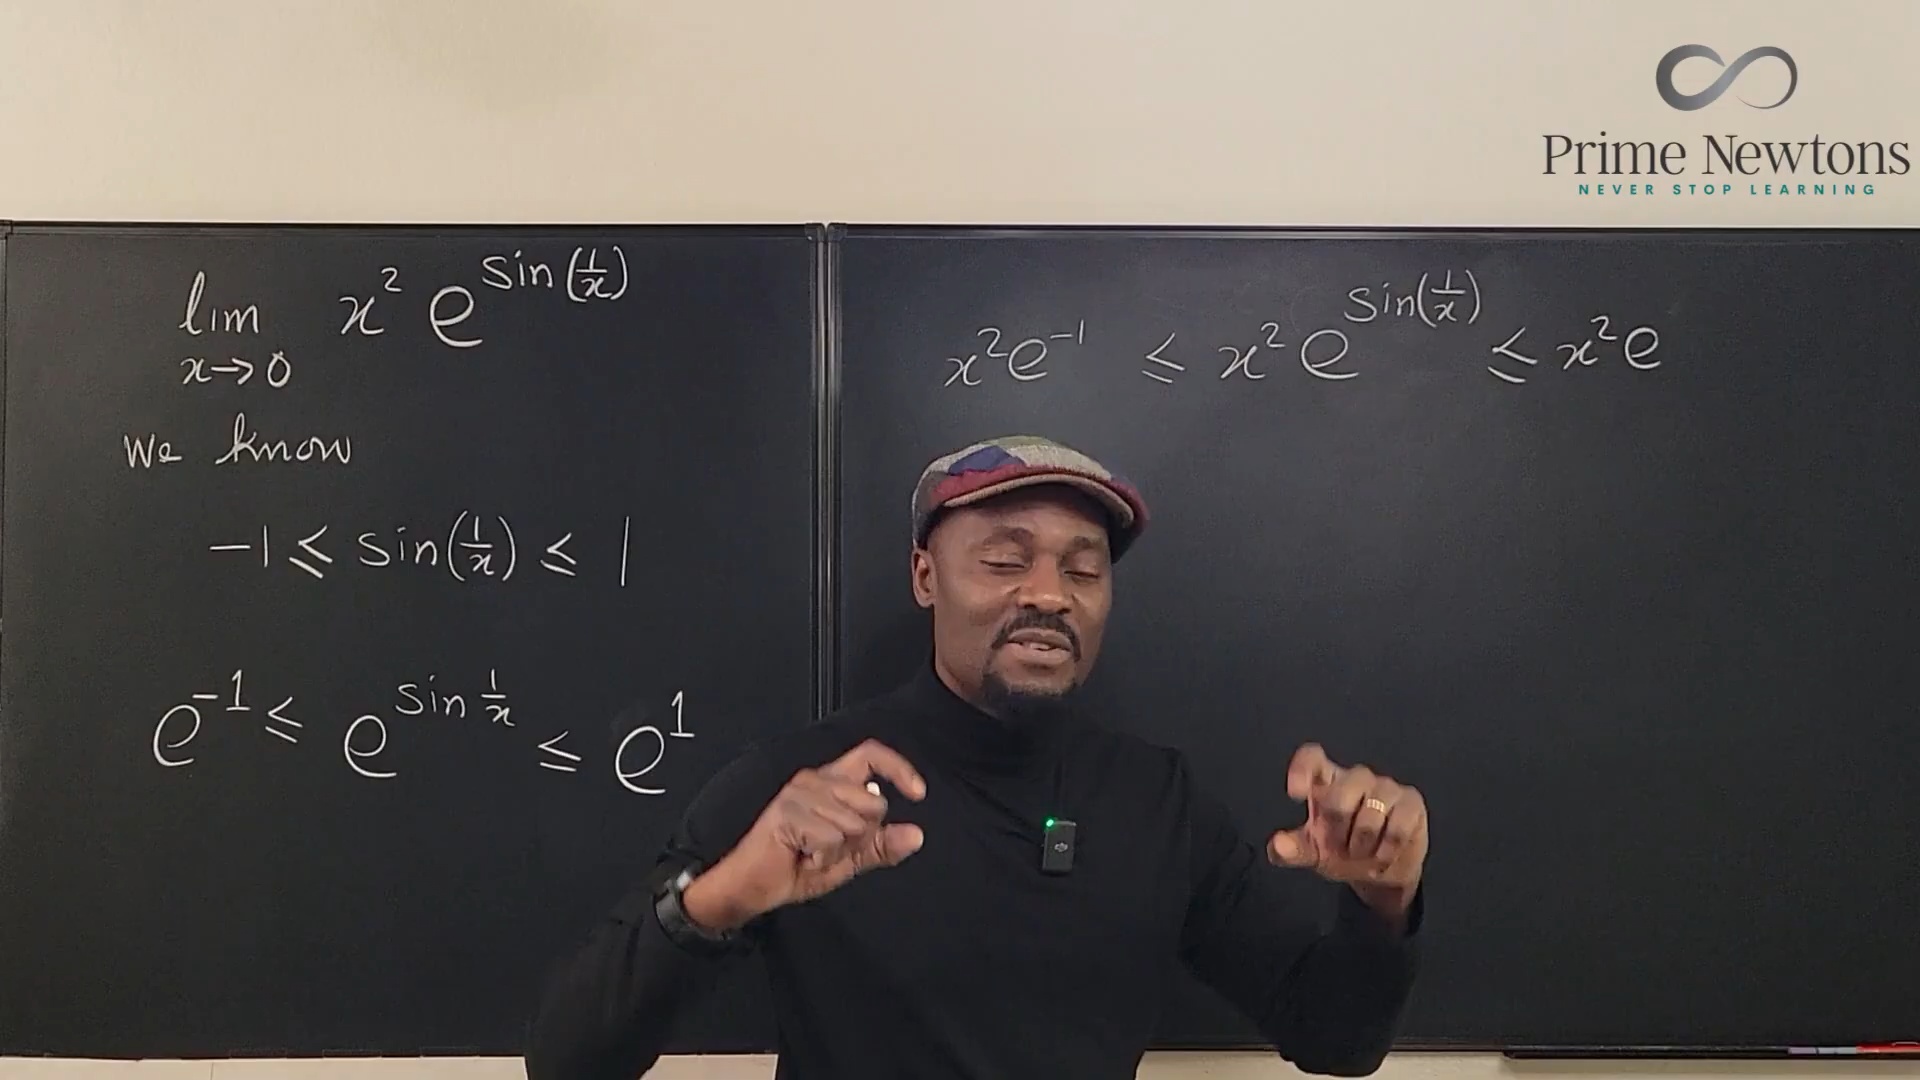 Prime Newtons
NEVER STOP LEARNING
lim x→0 x² e^sin(1/x)
we know
-1 ≤ sin(1/x) ≤ 1
e^-1 ≤ e^sin 1/x ≤ e^1
x²e^-1 ≤ x² e^sin(1/x) ≤ x²e